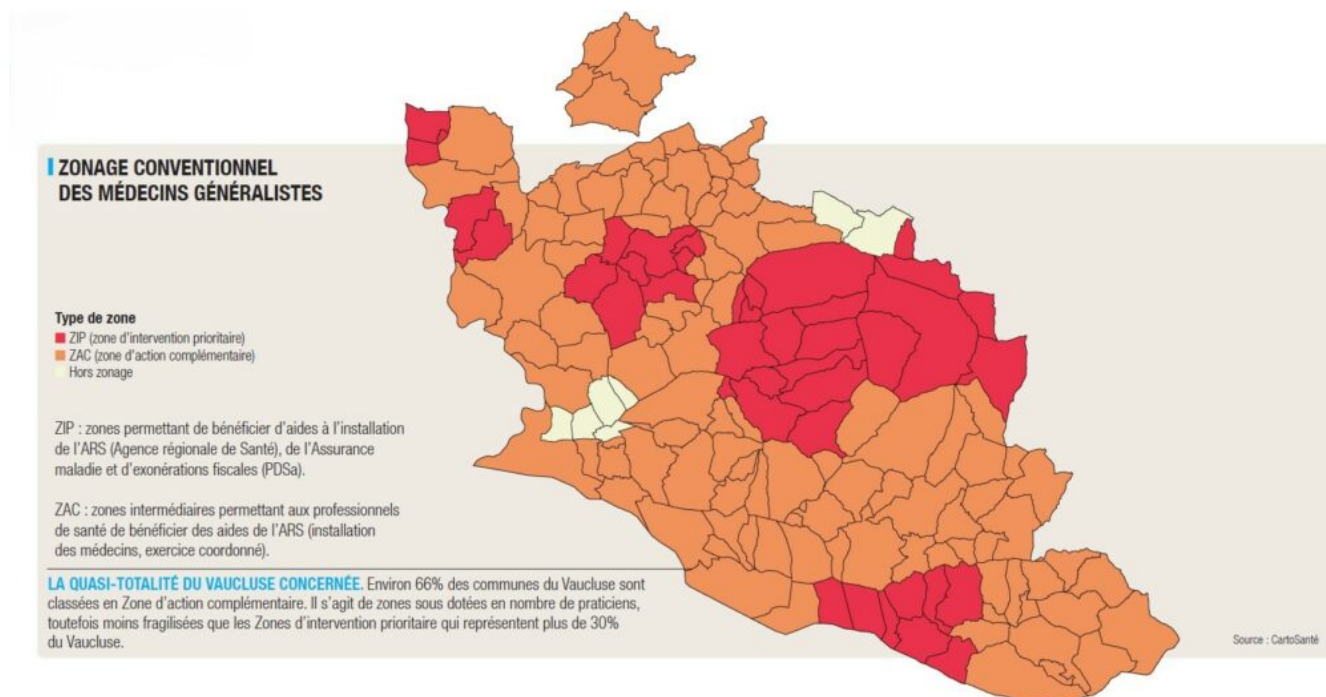 ZONAGE CONVENTIONNEL
DES MÉDECINS GÉNÉRALISTES
Type de zone
ZIP (zone d'intervention prioritaire)
ZAC (zone d'action complémentaire)
Hors zonage
ZIP : zones permettant de bénéficier d'aides à l'installation
de l'ARS (Agence régionale de Santé), de l'Assurance
maladie et d'exonérations fiscales (PDSa).
ZAC : zones intermédiaires permettant aux professionnels
de santé de bénéficier des aides de l'ARS (installation
des médecins, exercice coordonné).
LA QUASI-TOTALITÉ DU VAUCLUSE CONCERNÉE. Environ 66% des communes du Vaucluse sont
classées en Zone d'action complémentaire. Il s'agit de zones sous dotées en nombre de praticiens,
toutefois moins fragilisées que les Zones d'intervention prioritaire qui représentent plus de 30%
du Vaucluse.
Source : CartoSanté